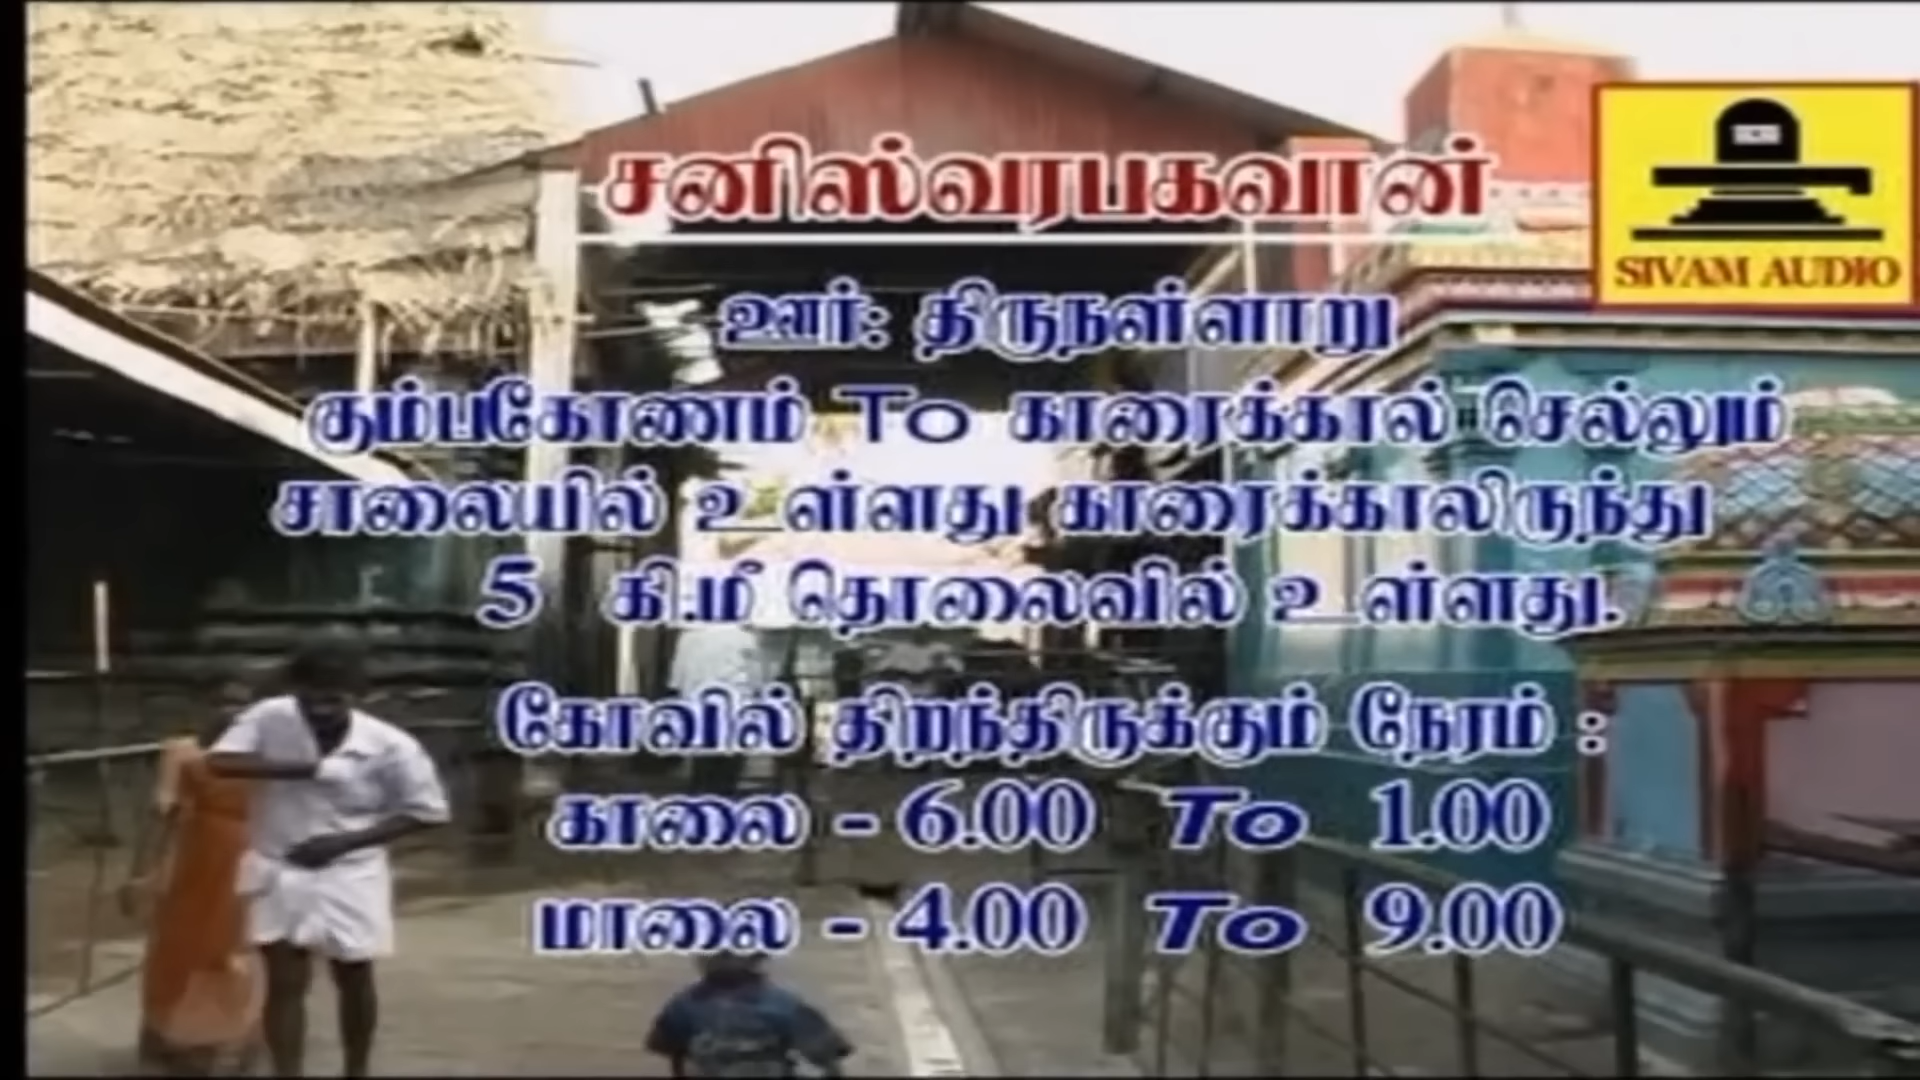 சனிஸ்வரபகவான்
SIVAM AUDIO
ஊர்: திருநள்ளாறு
கும்பகோணம் To காரைக்கால் செல்லும்
சாலையில் உள்ளது காரைக்காலிருந்து
5 கி.மீ தொலைவில் உள்ளது.
கோவில் திறந்திருக்கும் நேரம் :
காலை - 6.00 To 1.00
மாலை - 4.00 To 9.00